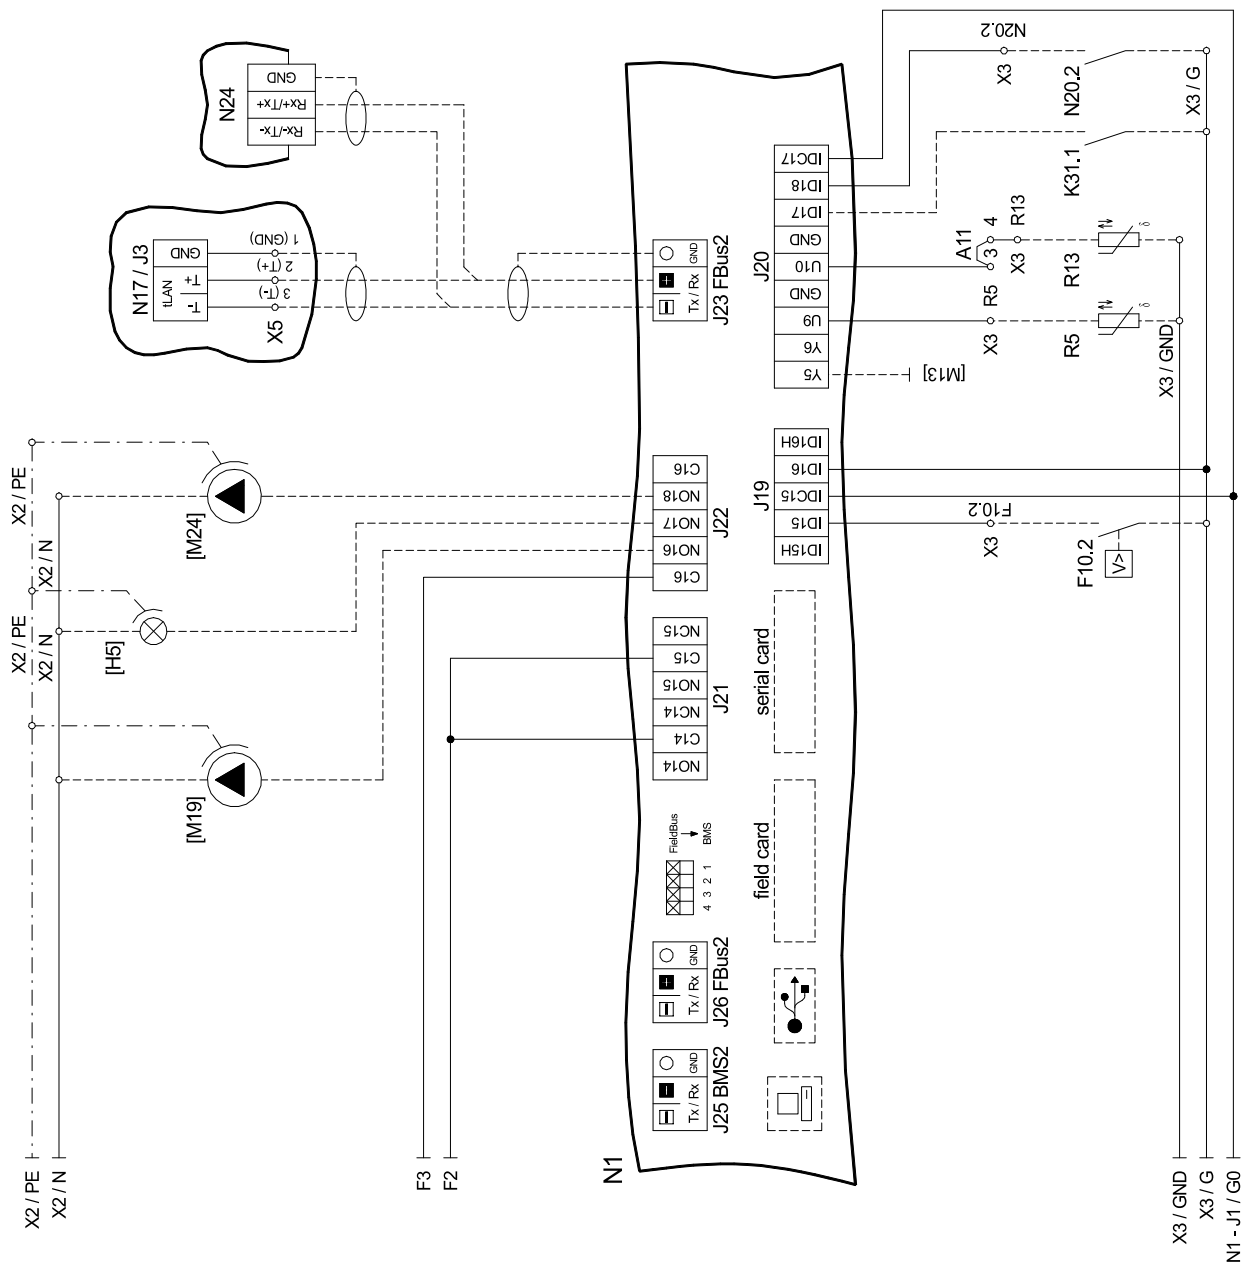 X2 / PE
X2 / N
X2 / PE
X2 / N
X2 / PE
X2 / N
[M19]
[H5]
[M24]
F3
F2
N17 / J3
tLAN
T-
T+
GND
X5
3 (T-)
2 (T+)
1 (GND)
N24
Rx-/Tx-
Rx+/Tx+
GND
N1
J25 BMS2
Tx / Rx
GND
J26 FBus2
Tx / Rx
GND
4 3 2 1
FieldBus
BMS
J21
NO14
C14
NC14
NO15
C15
NC15
J22
C16
NO16
NO17
NO18
C16
J23 FBus2
Tx / Rx
GND
field card
serial card
J19
ID15H
ID15
IDC15
ID16
ID16H
J20
Y5
Y6
U9
GND
U10
GND
ID17
ID18
IDC17
[M13]
X3
F10.2
F10.2
V>
X3
R5
R5
δ
A11
3
4
X3
R13
R13
δ
K31.1
X3
N20.2
N20.2
X3 / GND
X3 / G
X3 / GND
X3 / G
N1 - J1 / G0